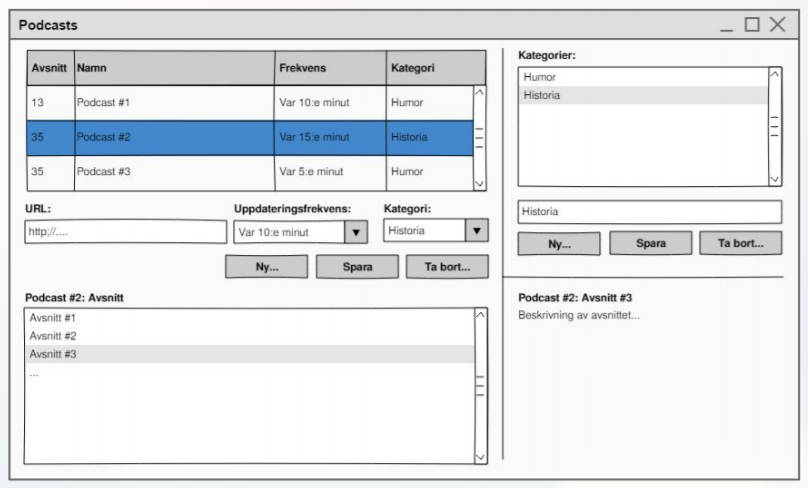 Podcasts
Avsnitt Namn Frekvens Kategori
13 Podcast #1 Var 10:e minut Humor
35 Podcast #2 Var 15:e minut Historia
35 Podcast #3 Var 5:e minut Humor
URL: Uppdateringsfrekvens: Kategori:
http;//.... Var 10:e minut Historia
Ny... Spara Ta bort...
Podcast #2: Avsnitt
Avsnitt #1
Avsnitt #2
Avsnitt #3
...
Kategorier:
Humor
Historia
Historia
Ny... Spara Ta bort...
Podcast #2: Avsnitt #3
Beskrivning av avsnittet...